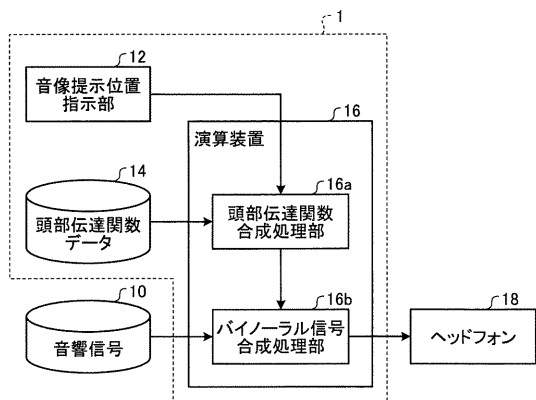 1
12
音像提示位置
指示部
16
演算装置
14
頭部伝達関数
データ
16a
頭部伝達関数
合成処理部
10
音響信号
16b
バイノーラル信号
合成処理部
18
ヘッドフォン